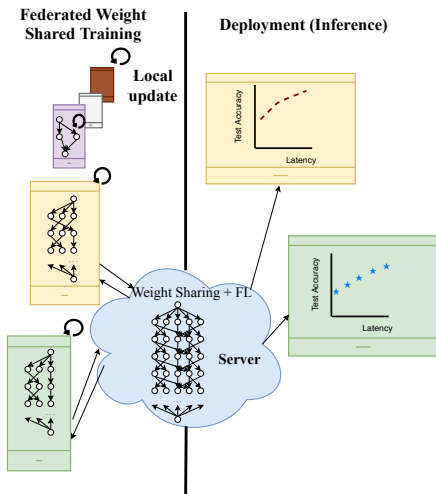 Federated Weight
Shared Training
Deployment (Inference)
Local
update
Test Accuracy
Latency
Test Accuracy
Latency
Weight Sharing + FL
Server